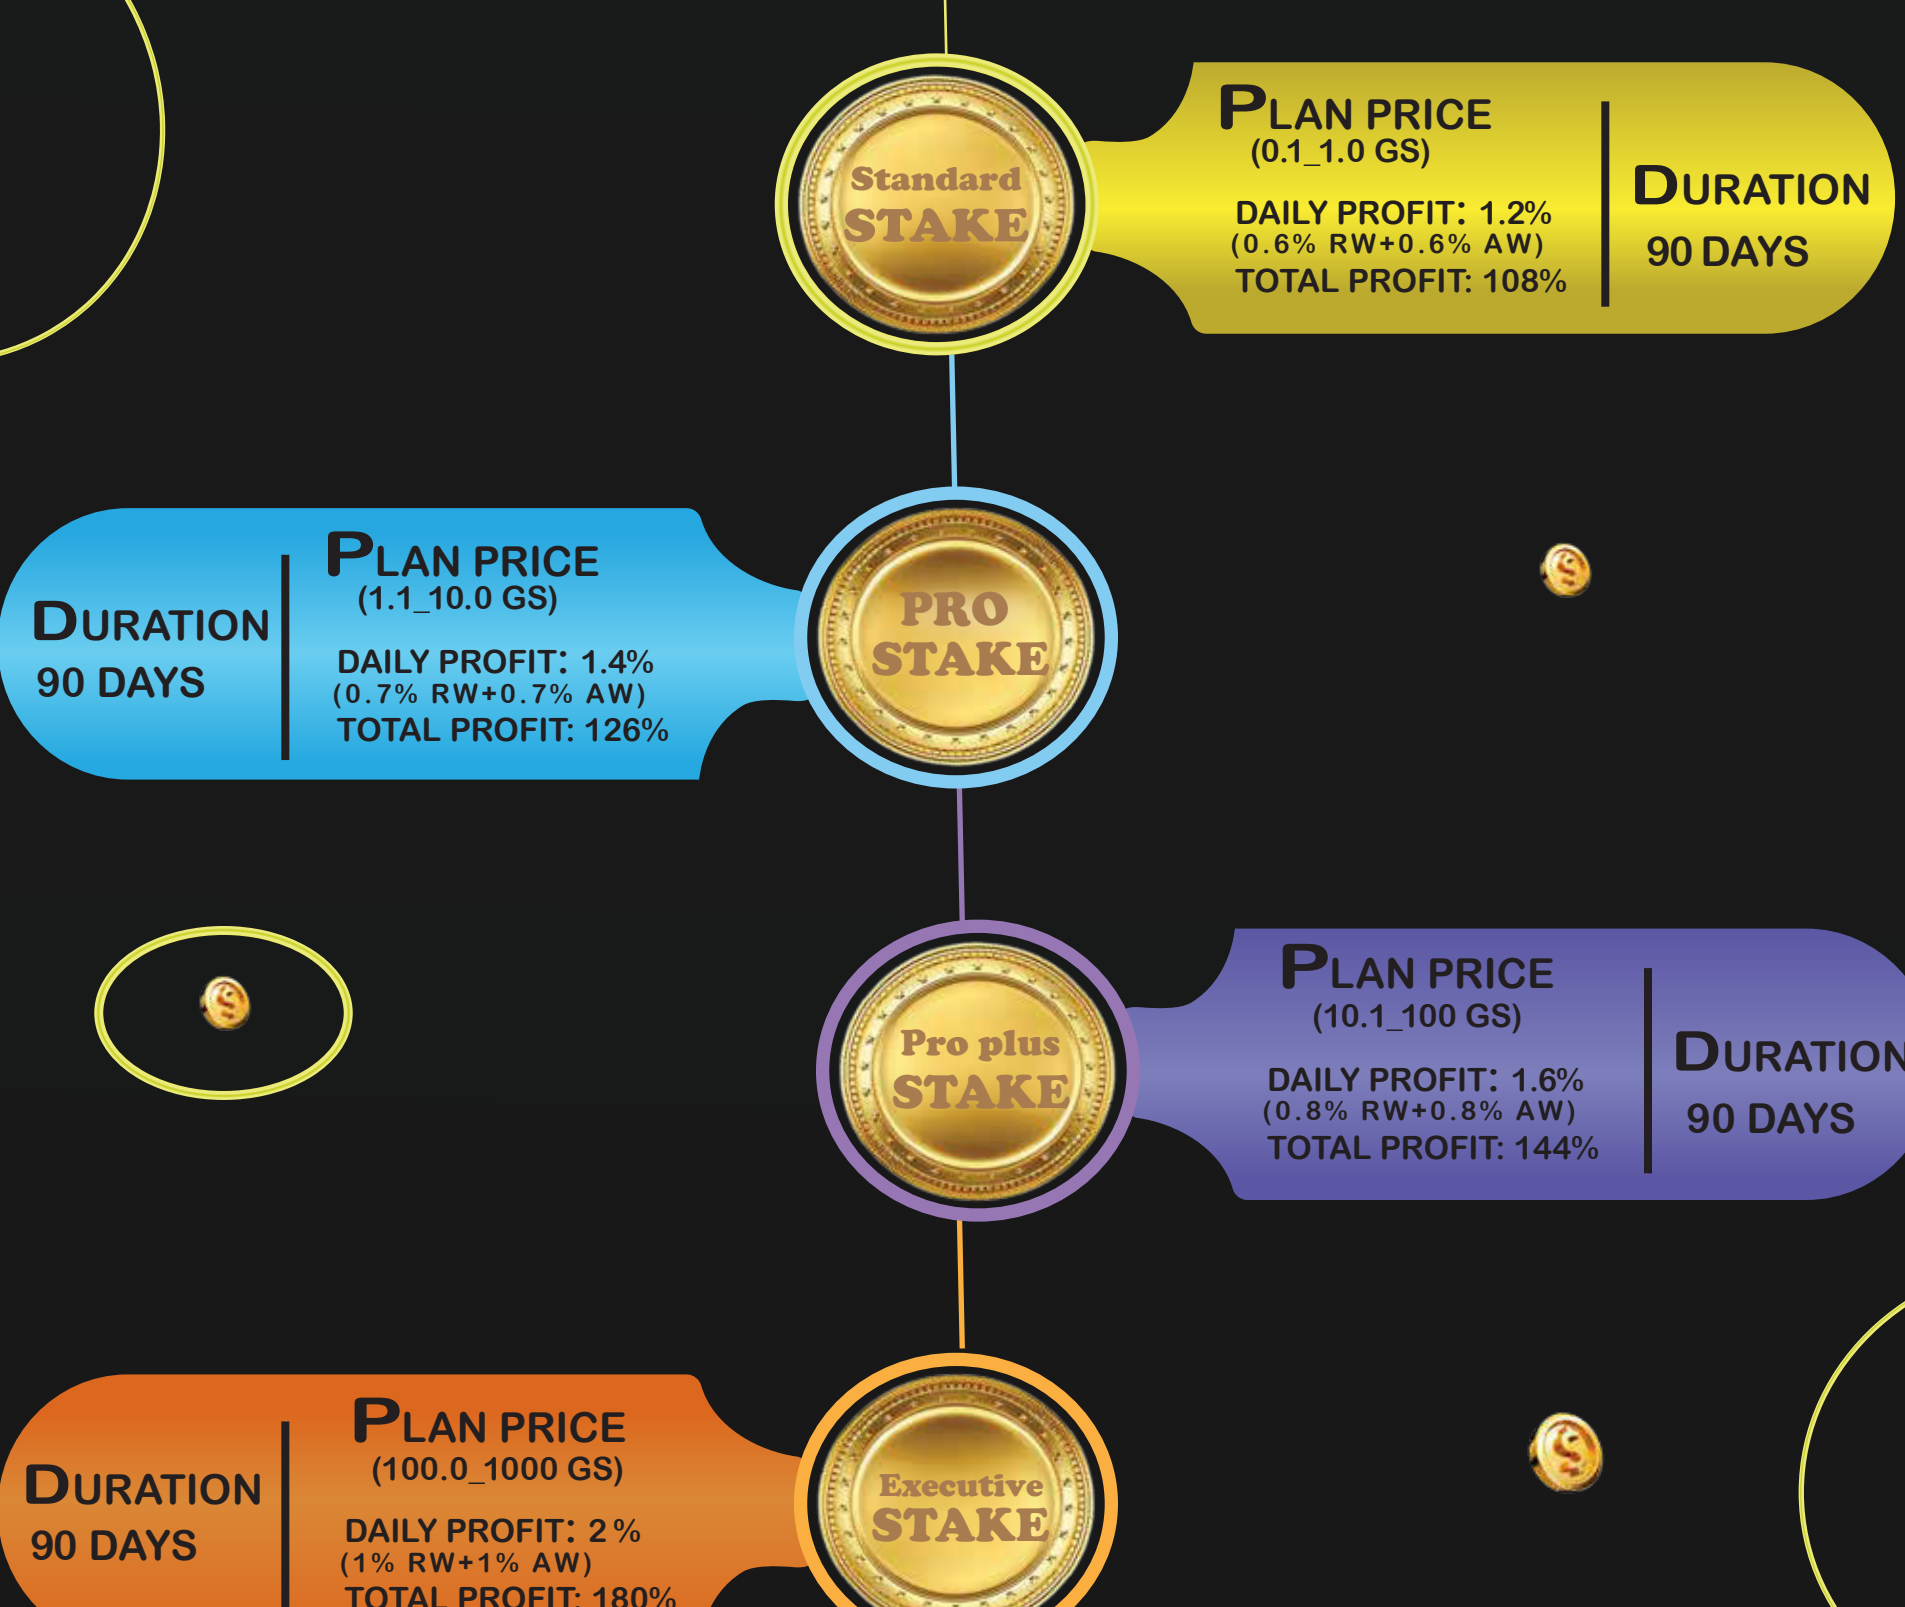 Standard
STAKE
PLAN PRICE
(0.1_1.0 GS)
DAILY PROFIT: 1.2%
(0.6% RW+0.6% AW)
TOTAL PROFIT: 108%
DURATION
90 DAYS
DURATION
90 DAYS
PLAN PRICE
(1.1_10.0 GS)
DAILY PROFIT: 1.4%
(0.7% RW+0.7% AW)
TOTAL PROFIT: 126%
PRO
STAKE
Pro plus
STAKE
PLAN PRICE
(10.1_100 GS)
DAILY PROFIT: 1.6%
(0.8% RW+0.8% AW)
TOTAL PROFIT: 144%
DURATION
90 DAYS
DURATION
90 DAYS
PLAN PRICE
(100.0_1000 GS)
DAILY PROFIT: 2%
(1% RW+1% AW)
TOTAL PROFIT: 180%
Executive
STAKE